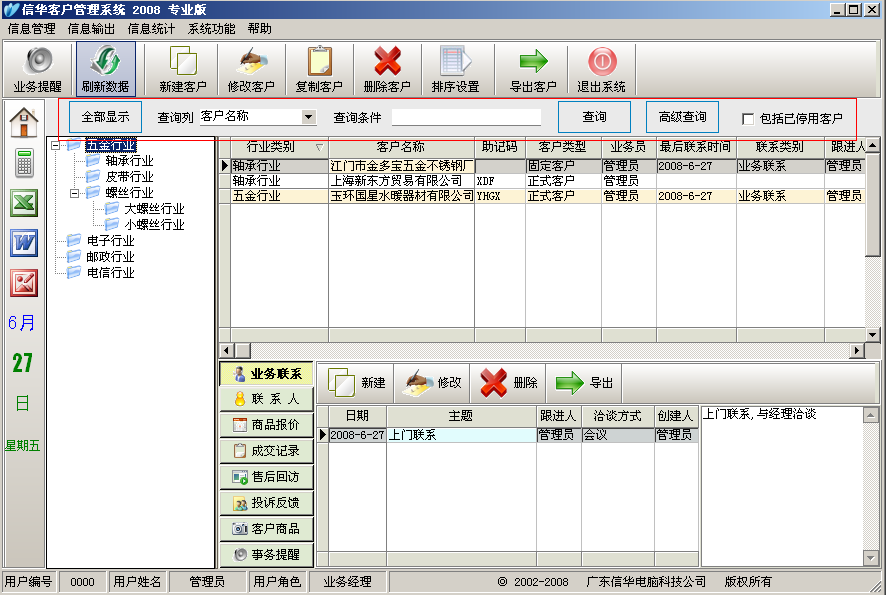 信华客户管理系统 2008 专业版
信息管理 信息输出 信息统计 系统功能 帮助
业务提醒 刷新数据 新建客户 修改客户 复制客户 删除客户 排序设置 导出客户 退出系统
全部显示 查询列 客户名称 查询条件 查询 高级查询 包括已停用客户
五金行业
轴承行业
皮带行业
螺丝行业
大螺丝行业
小螺丝行业
电子行业
邮政行业
电信行业
6月
27
日
星期五
行业类别 客户名称 助记码 客户类型 业务员 最后联系时间 联系类别 跟进人
轴承行业 江门市金多宝五金不锈钢厂 固定客户 管理员 2008-6-27 业务联系 管理员
轴承行业 上海新东方贸易有限公司 XDF 正式客户 管理员
五金行业 玉环国星水暖器材有限公司 YHGX 正式客户 管理员 2008-6-27 业务联系 管理员
业务联系
联 系 人
商品报价
成交记录
售后回访
投诉反馈
客户商品
事务提醒
新建 修改 删除 导出
日期 主题 跟进人 洽谈方式 创建人
2008-6-27 上门联系 管理员 会议 管理员
上门联系,与经理洽谈
用户编号 0000 用户姓名 管理员 用户角色 业务经理 © 2002-2008 广东信华电脑科技公司 版权所有